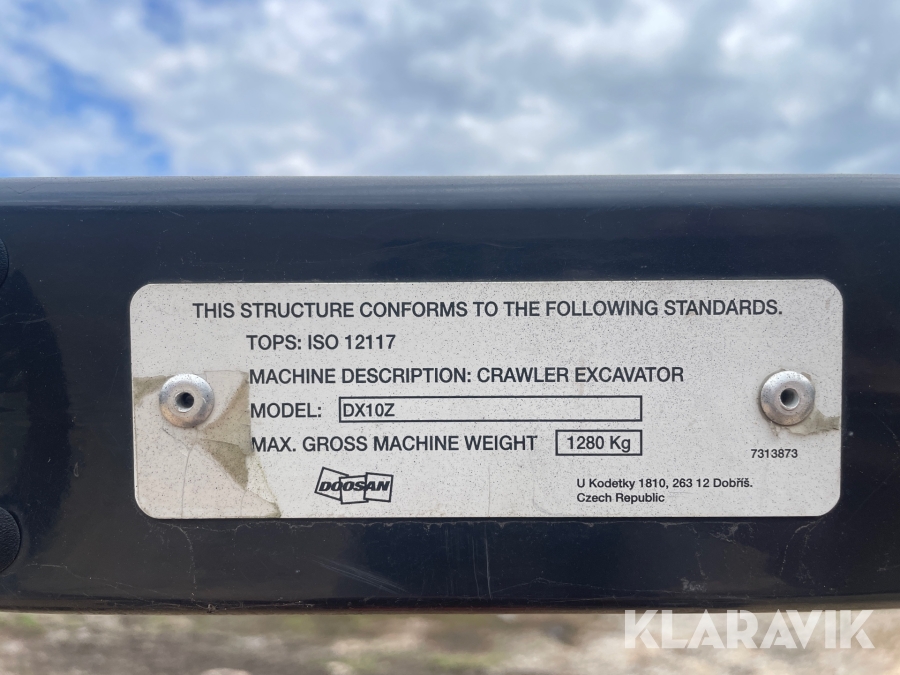 THIS STRUCTURE CONFORMS TO THE FOLLOWING STANDARDS.
TOPS: ISO 12117
MACHINE DESCRIPTION: CRAWLER EXCAVATOR
MODEL: DX10Z
MAX. GROSS MACHINE WEIGHT 1280 Kg
7313873
DOOSAN
U Kodetky 1810, 263 12 Dobříš.
Czech Republic
KLARAVIK